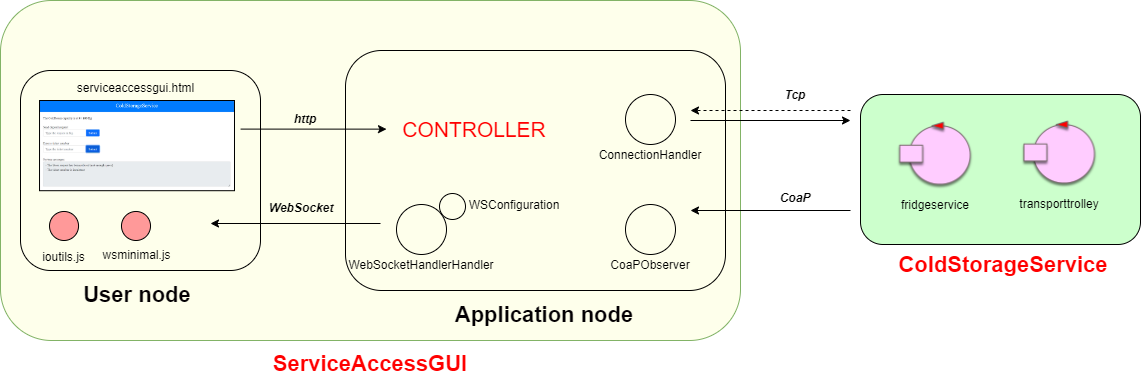 serviceaccessgui.html
ColdStorageService
http
CONTROLLER
ConnectionHandler
Tcp
fridgeservice
transporttrolley
WebSocket
WSConfiguration
CoaP
ioutils.js
wsminimal.js
WebSocketHandlerHandler
CoaPObserver
ColdStorageService
User node
Application node
ServiceAccessGUI